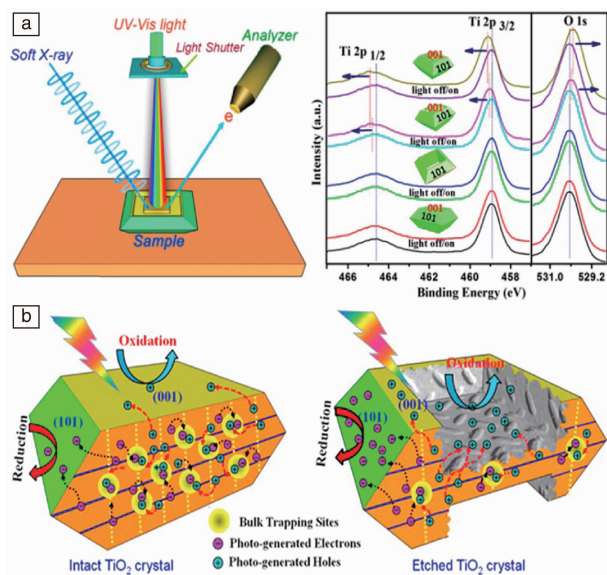 a
UV-Vis light
Analyzer
Soft X-ray
Light Shutter
e
Sample
Ti 2p 1/2
Ti 2p 3/2
O 1s
001
101
light off/on
001
101
light off/on
101
light off/on
001
101
light off/on
Intensity (a.u.)
466 464 462 460 458 531.0 529.2
Binding Energy (eV)
b
Oxidation
(001)
(101)
Reduction
Bulk Trapping Sites
Photo-generated Electrons
Photo-generated Holes
Intact TiO2 crystal
Oxidation
(001)
(101)
Reduction
Etched TiO2 crystal